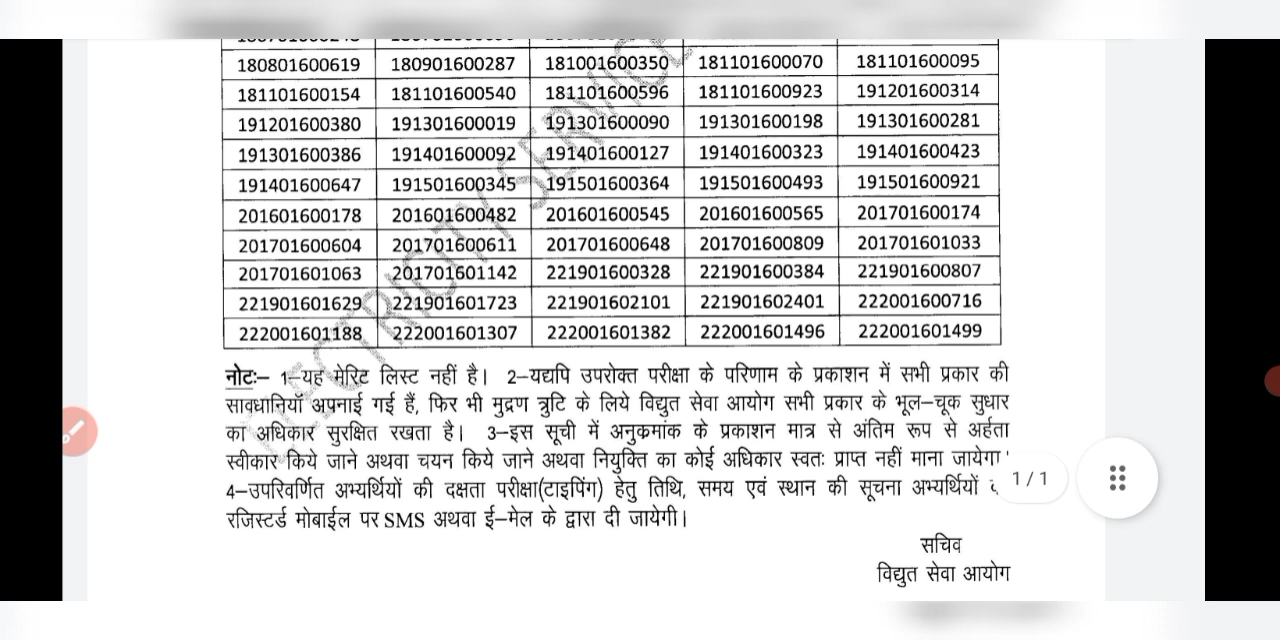 180801600619 180901600287 181001600350 181101600070 181101600095
181101600154 181101600540 181101600596 181101600923 191201600314
191201600380 191301600019 191301600090 191301600198 191301600281
191301600386 191401600092 191401600127 191401600323 191401600423
191401600647 191501600345 191501600364 191501600493 191501600921
201601600178 201601600482 201601600545 201601600565 201701600174
201701600604 201701600611 201701600648 201701600809 201701601033
201701601063 201701601142 221901600328 221901600384 221901600807
221901601629 221901601723 221901602101 221901602401 222001600716
222001601188 222001601307 222001601382 222001601496 222001601499
ELECTRICITY SERVICE
नोटः– 1–यह मेरिट लिस्ट नहीं है। 2–यद्यपि उपरोक्त परीक्षा के परिणाम के प्रकाशन में सभी प्रकार की
सावधानियॉ अपनाई गई हैं, फिर भी मुद्रण त्रुटि के लिये विद्युत सेवा आयोग सभी प्रकार के भूल–चूक सुधार
का अधिकार सुरक्षित रखता है। 3–इस सूची में अनुकमांक के प्रकाशन मात्र से अंतिम रूप से अर्हता
स्वीकार किये जाने अथवा चयन किये जाने अथवा नियुक्ति का कोई अधिकार स्वतः प्राप्त नहीं माना जायेगा
4–उपरिवर्णित अभ्यर्थियों की दक्षता परीक्षा(टाइपिंग) हेतु तिथि, समय एवं स्थान की सूचना अभ्यर्थियों
1 / 1
रजिस्टर्ड मोबाईल पर SMS अथवा ई–मेल के द्वारा दी जायेगी।
सचिव
विद्युत सेवा आयोग